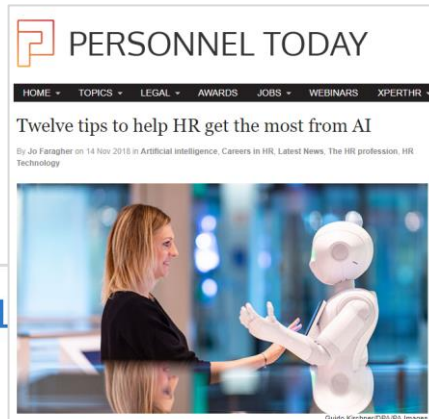 PERSONNEL TODAY
HOME TOPICS LEGAL AWARDS JOBS WEBINARS XPERTHR
Twelve tips to help HR get the most from AI
By Jo Faragher on 14 Nov 2018 in Artificial intelligence, Careers in HR, Latest News, The HR profession, HR
Technology
Guido Kirchner/DPA/PA Images